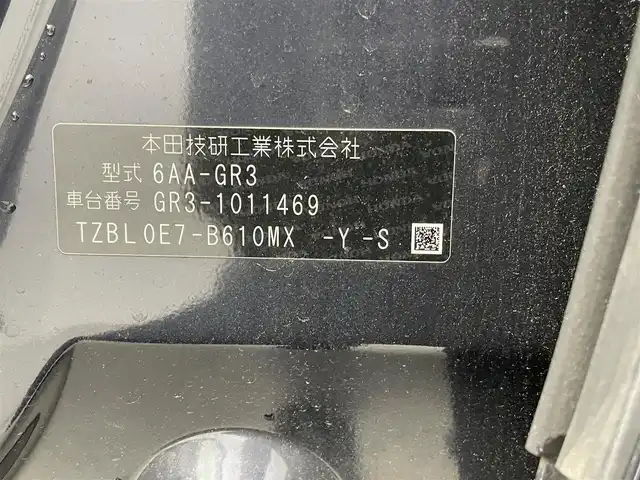 本田技研工業株式会社
型式 6AA-GR3
車台番号 GR3-1011469
TZBL0E7-B610MX -Y -S